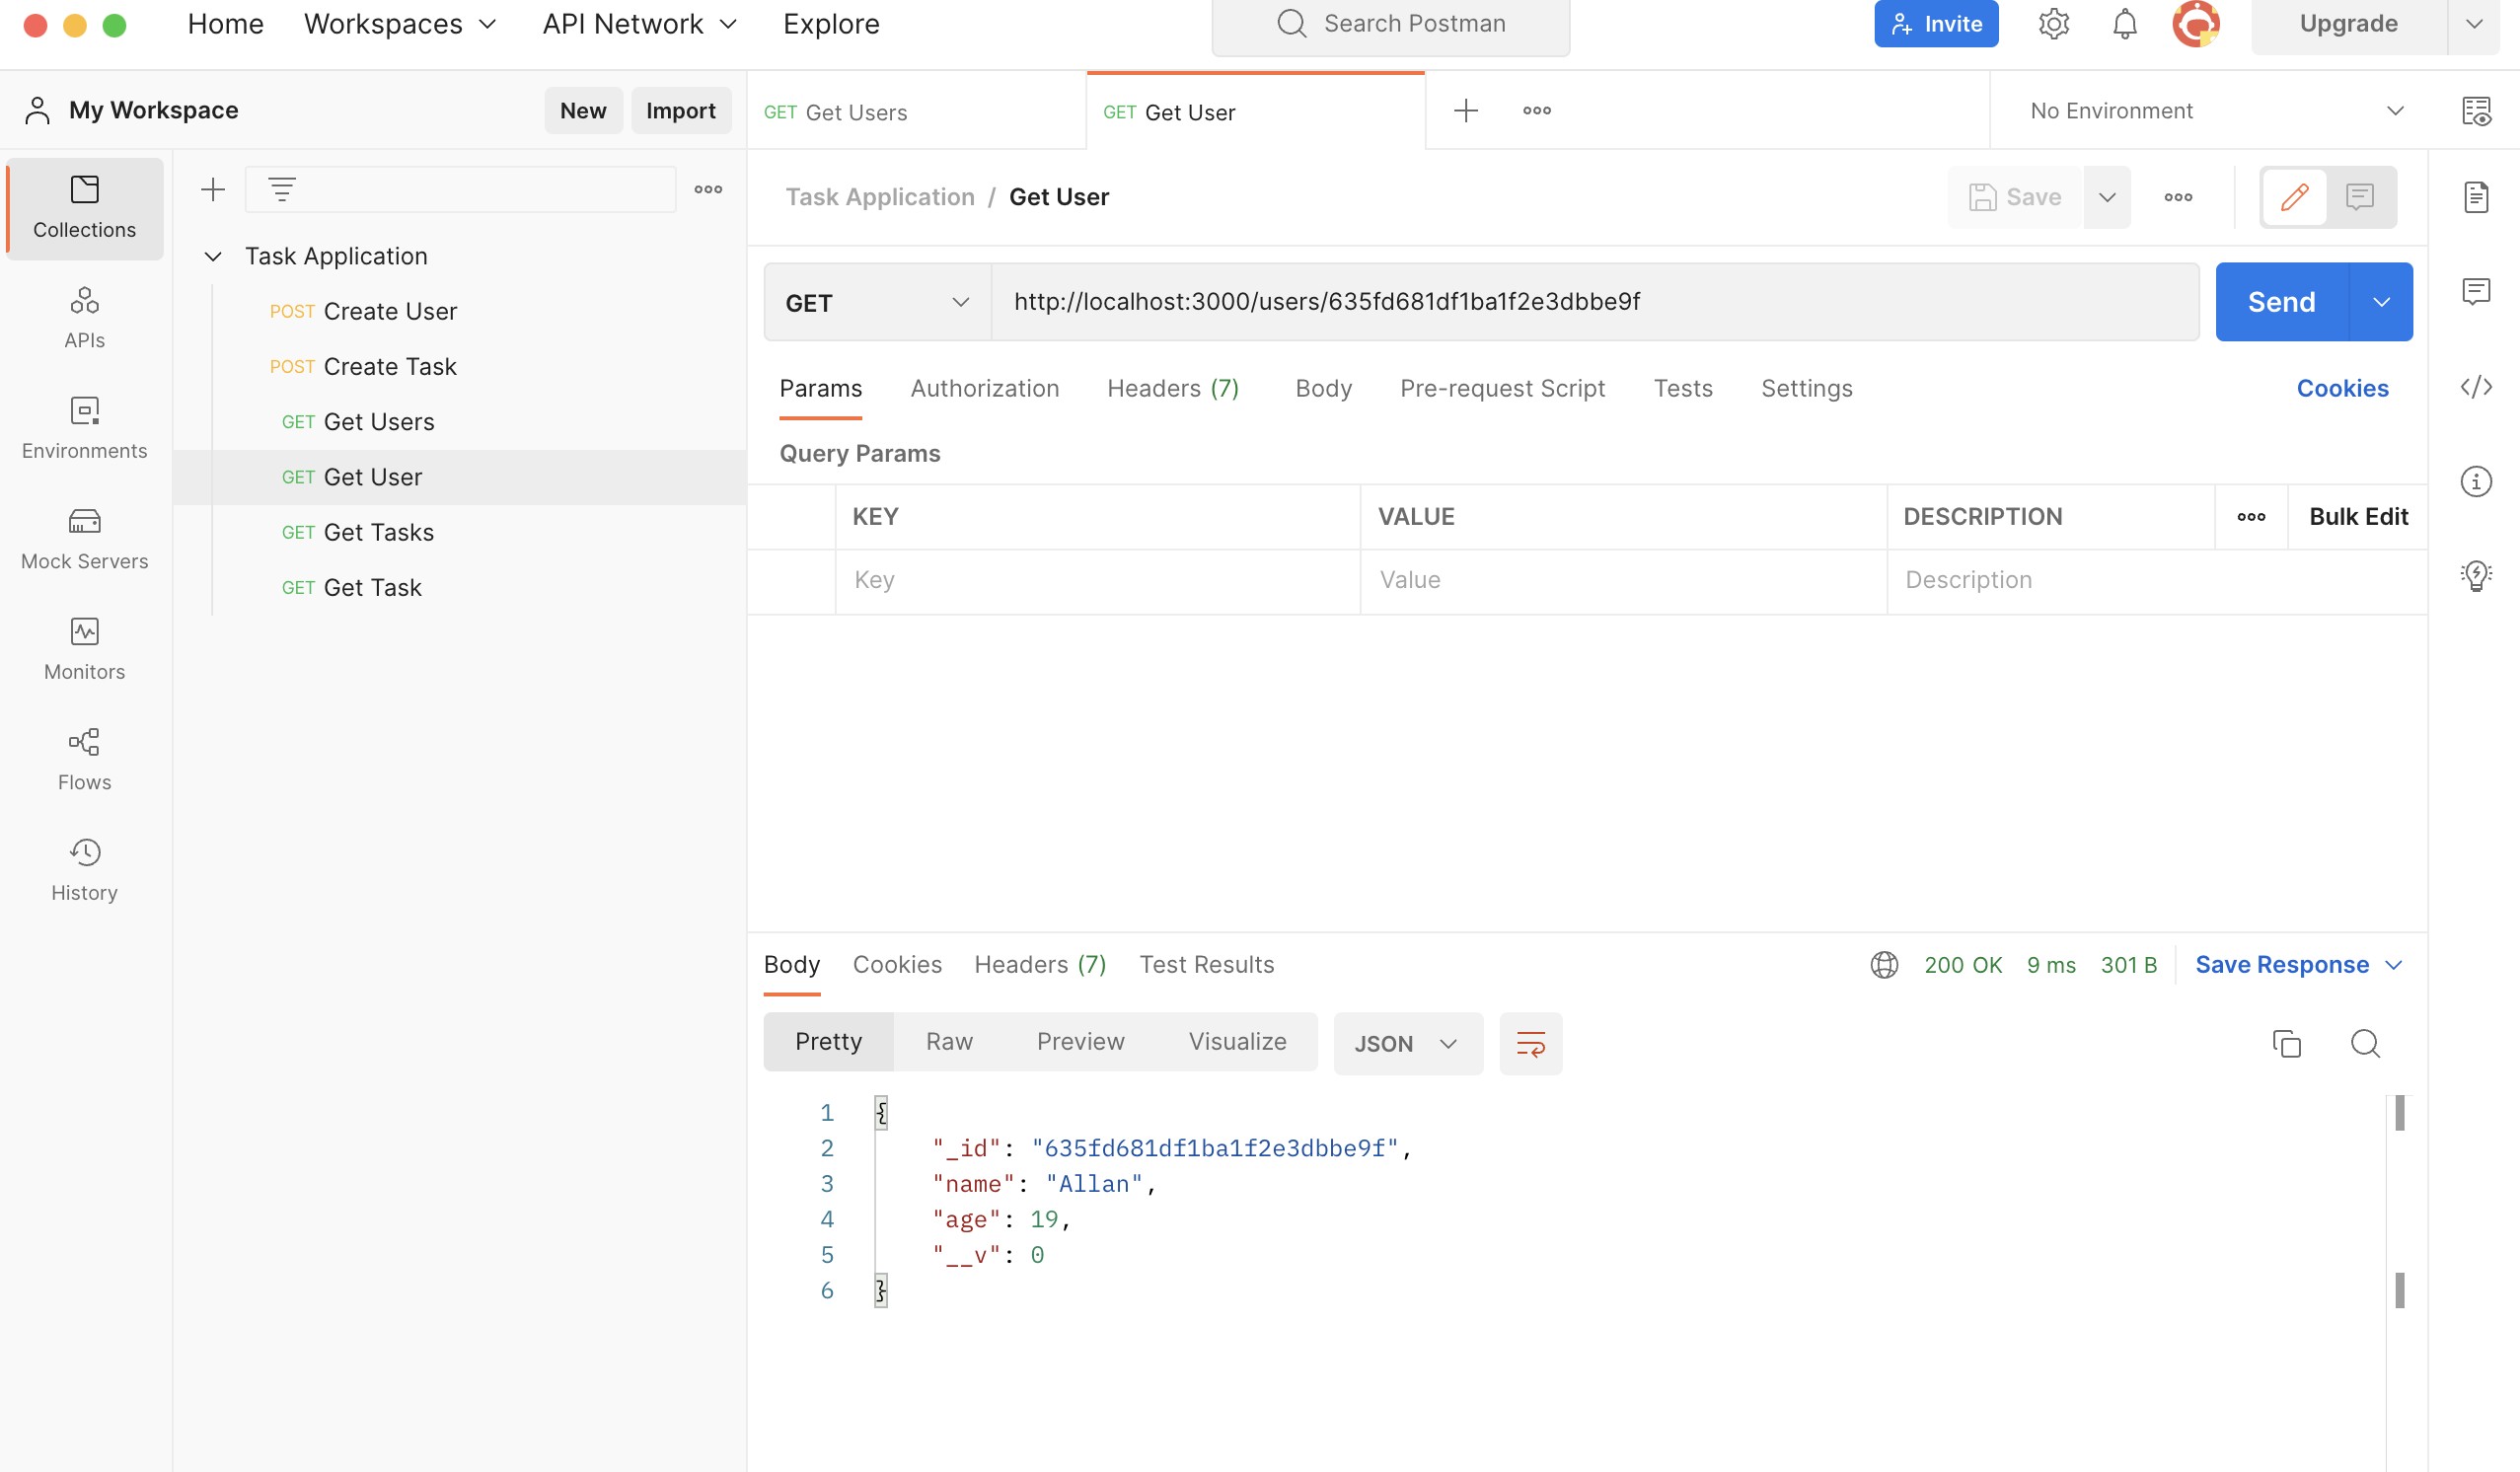 Home Workspaces API Network Explore Search Postman Invite Upgrade
My Workspace New Import
GET Get Users GET Get User No Environment
Collections
APIs
Environments
Mock Servers
Monitors
Flows
History
Task Application
POST Create User
POST Create Task
GET Get Users
GET Get User
GET Get Tasks
GET Get Task
Task Application / Get User Save
GET http://localhost:3000/users/635fd681df1ba1f2e3dbbe9f Send
Params Authorization Headers (7) Body Pre-request Script Tests Settings Cookies
Query Params
KEY VALUE DESCRIPTION Bulk Edit
Key Value Description
Body Cookies Headers (7) Test Results 200 OK 9 ms 301 B Save Response
Pretty Raw Preview Visualize JSON
1 {
2 "_id": "635fd681df1ba1f2e3dbbe9f",
3 "name": "Allan",
4 "age": 19,
5 "__v": 0
6 }